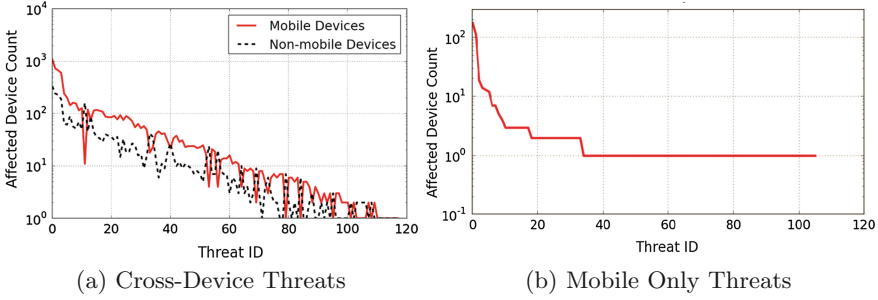 Affected Device Count
10^4
10^3
10^2
10^1
10^0
0 20 40 60 80 100 120
Threat ID
Mobile Devices
Non-mobile Devices
(a) Cross-Device Threats
Affected Device Count
10^2
10^1
10^0
10^-1
0 20 40 60 80 100 120
Threat ID
(b) Mobile Only Threats